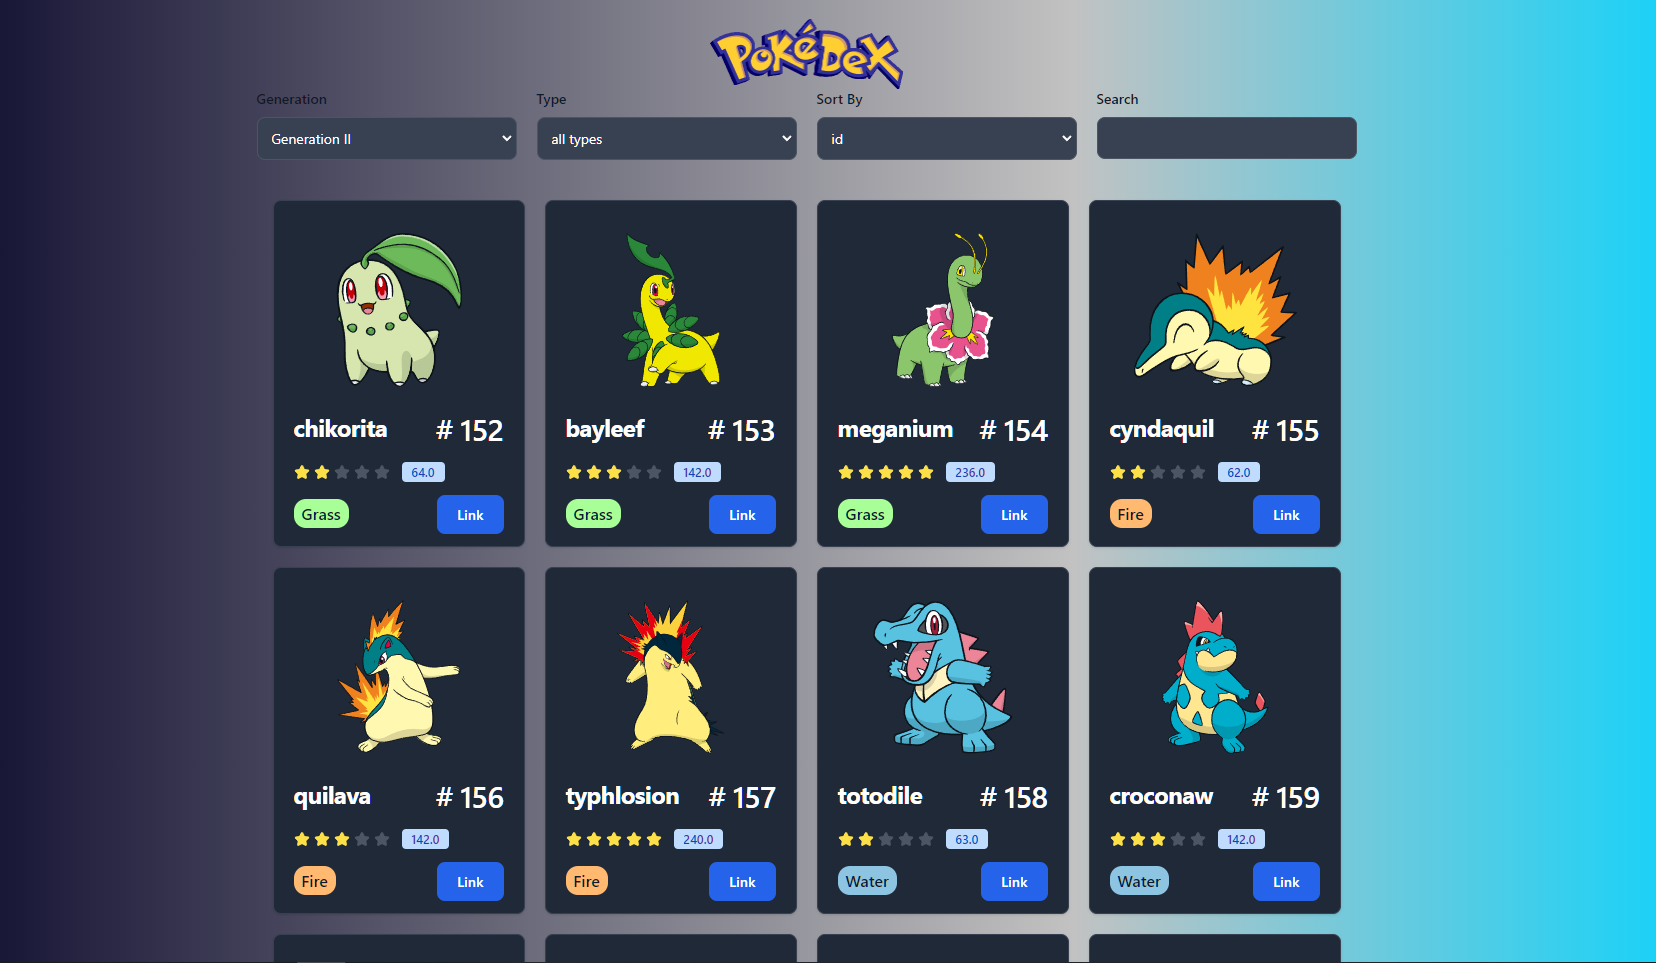 PokéDex
Generation Type Sort By Search
Generation II all types id
chikorita # 152 bayleef # 153 meganium # 154 cyndaquil # 155
64.0 142.0 236.0 62.0
Grass Link Grass Link Grass Link Fire Link
quilava # 156 typhlosion # 157 totodile # 158 croconaw # 159
142.0 240.0 63.0 142.0
Fire Link Fire Link Water Link Water Link